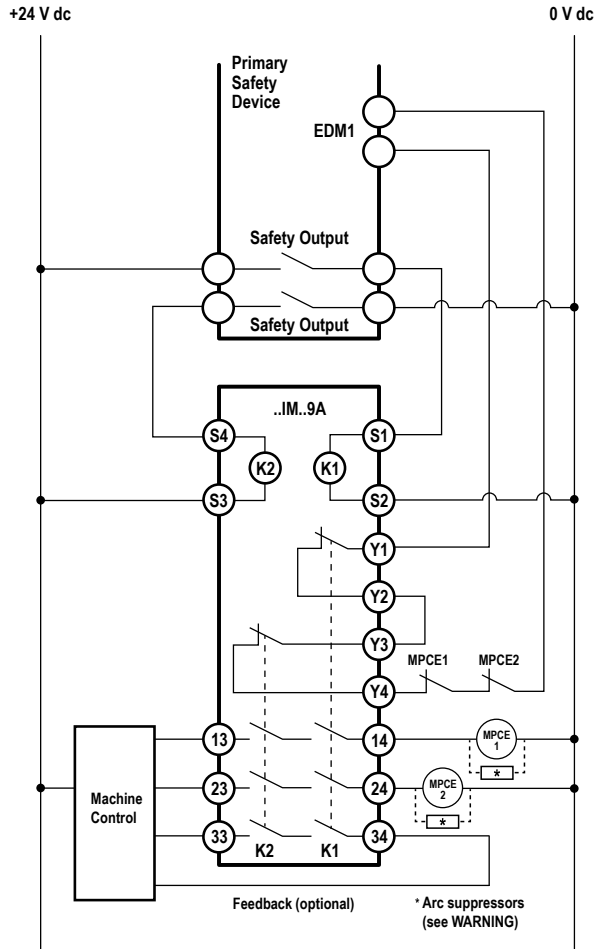 +24 V dc
0 V dc
Primary
Safety
Device
EDM1
Safety Output
Safety Output
..IM..9A
S4
S1
K2
K1
S3
S2
Y1
Y2
Y3
MPCE1
MPCE2
Y4
13
14
MPCE
1
*
23
24
MPCE
2
*
Machine
Control
33
34
K2
K1
Feedback (optional)
* Arc suppressors
(see WARNING)